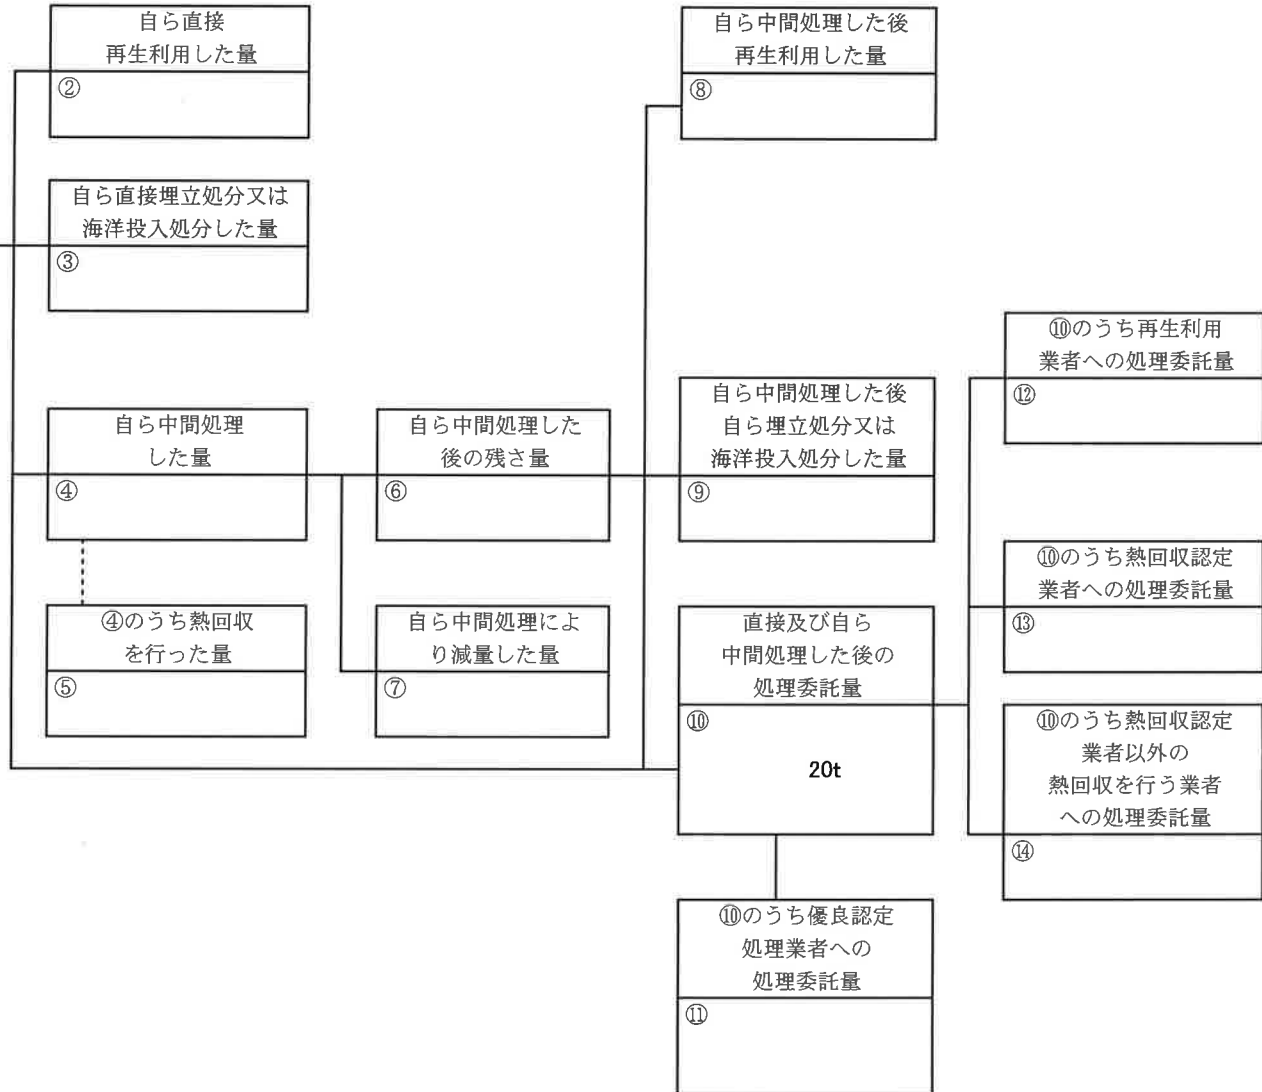 自ら直接
再生利用した量
②
自ら中間処理した後
再生利用した量
⑧
自ら直接埋立処分又は
海洋投入処分した量
③
⑩のうち再生利用
業者への処理委託量
⑫
自ら中間処理
した量
④
自ら中間処理した
後の残さ量
⑥
自ら中間処理した後
自ら埋立処分又は
海洋投入処分した量
⑨
⑩のうち熱回収認定
業者への処理委託量
⑬
④のうち熱回収
を行った量
⑤
自ら中間処理によ
り減量した量
⑦
直接及び自ら
中間処理した後の
処理委託量
⑩
20t
⑩のうち熱回収認定
業者以外の
熱回収を行う業者
への処理委託量
⑭
⑩のうち優良認定
処理業者への
処理委託量
⑪